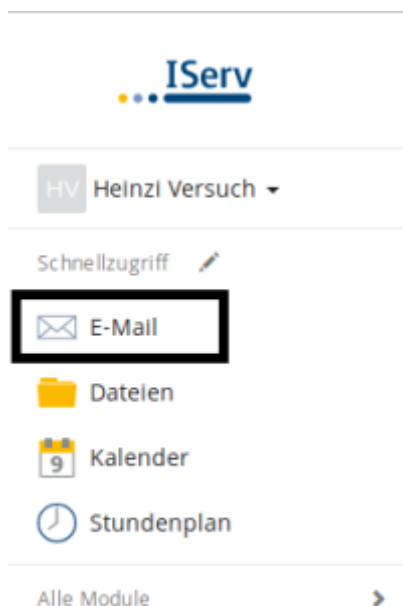 IServ
HV Heinzi Versuch
Schnellzugriff
E-Mail
Dateien
9 Kalender
Stundenplan
Alle Module